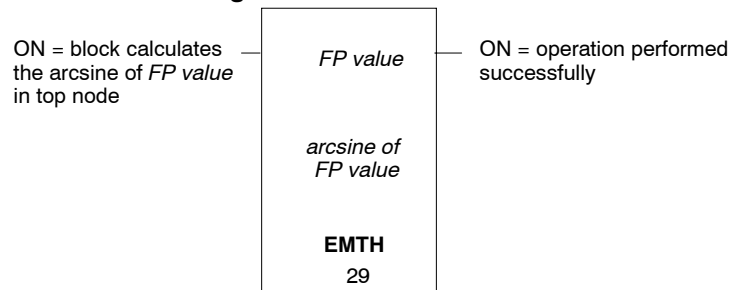 ON = block calculates
the arcsine of FP value
in top node
FP value
ON = operation performed
successfully
arcsine of
FP value
EMTH
29